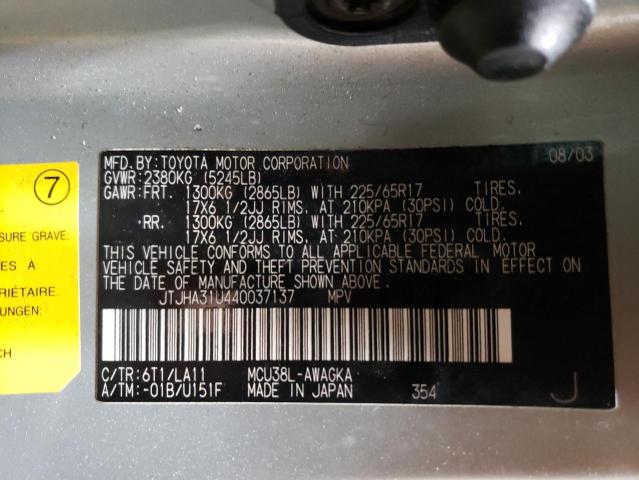 MFD.BY:TOYOTA MOTOR CORPORATION 08/03
GVWR:2380KG (5245LB)
GAWR:FRT. 1300KG (2865LB) WITH 225/65R17 TIRES.
17X6 1/2JJ RIMS, AT 210KPA (30PSI) COLD.
RR. 1300KG (2865LB) WITH 225/65R17 TIRES.
17X6 1/2JJ RIMS, AT 210KPA (30PSI) COLD.
THIS VEHICLE CONFORMS TO ALL APPLICABLE FEDERAL MOTOR
VEHICLE SAFETY AND THEFT PREVENTION STANDARDS IN EFFECT ON
THE DATE OF MANUFACTURE SHOWN ABOVE.
JTJHA31U440037137 MPV
C/TR:6T1/LA11 MCU38L-AWAGKA
A/TM:-01B/U151F MADE IN JAPAN 354 J
7
SURE GRAVE.
ES À
RIÉTAIRE.
UNGEN:
CH